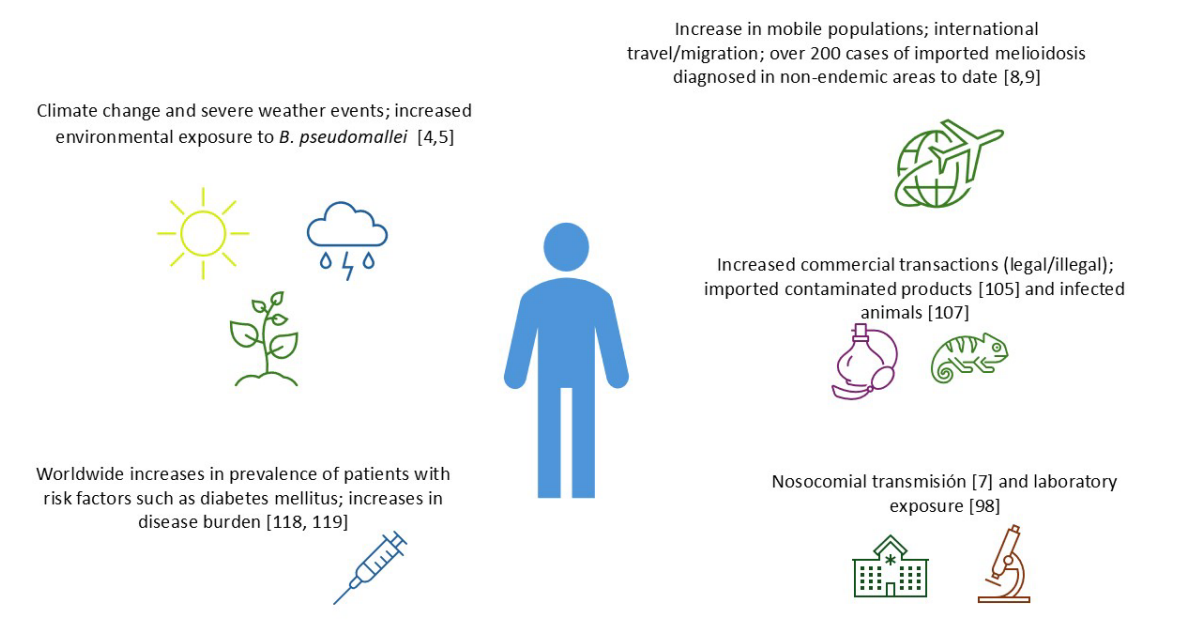 Increase in mobile populations; international
travel/migration; over 200 cases of imported melioidosis
diagnosed in non-endemic areas to date [8,9]
Climate change and severe weather events; increased
environmental exposure to B. pseudomallei [4,5]
Increased commercial transactions (legal/illegal);
imported contaminated products [105] and infected
animals [107]
Worldwide increases in prevalence of patients with
risk factors such as diabetes mellitus; increases in
disease burden [118, 119]
Nosocomial transmisión [7] and laboratory
exposure [98]